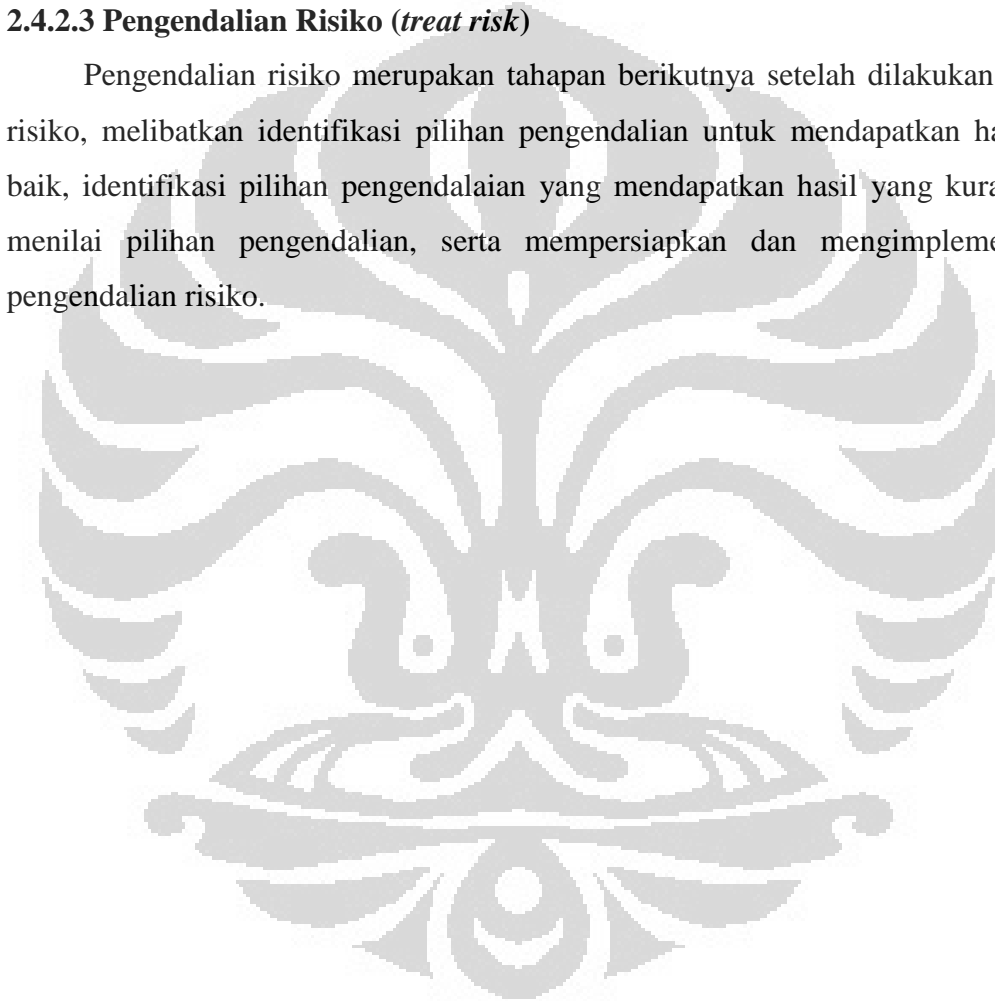 2.4.2.3 Pengendalian Risiko (treat risk)
Pengendalian risiko merupakan tahapan berikutnya setelah dilakukan
risiko, melibatkan identifikasi pilihan pengendalian untuk mendapatkan ha
baik, identifikasi pilihan pengendalaian yang mendapatkan hasil yang kura
menilai pilihan pengendalian, serta mempersiapkan dan mengimpleme
pengendalian risiko.